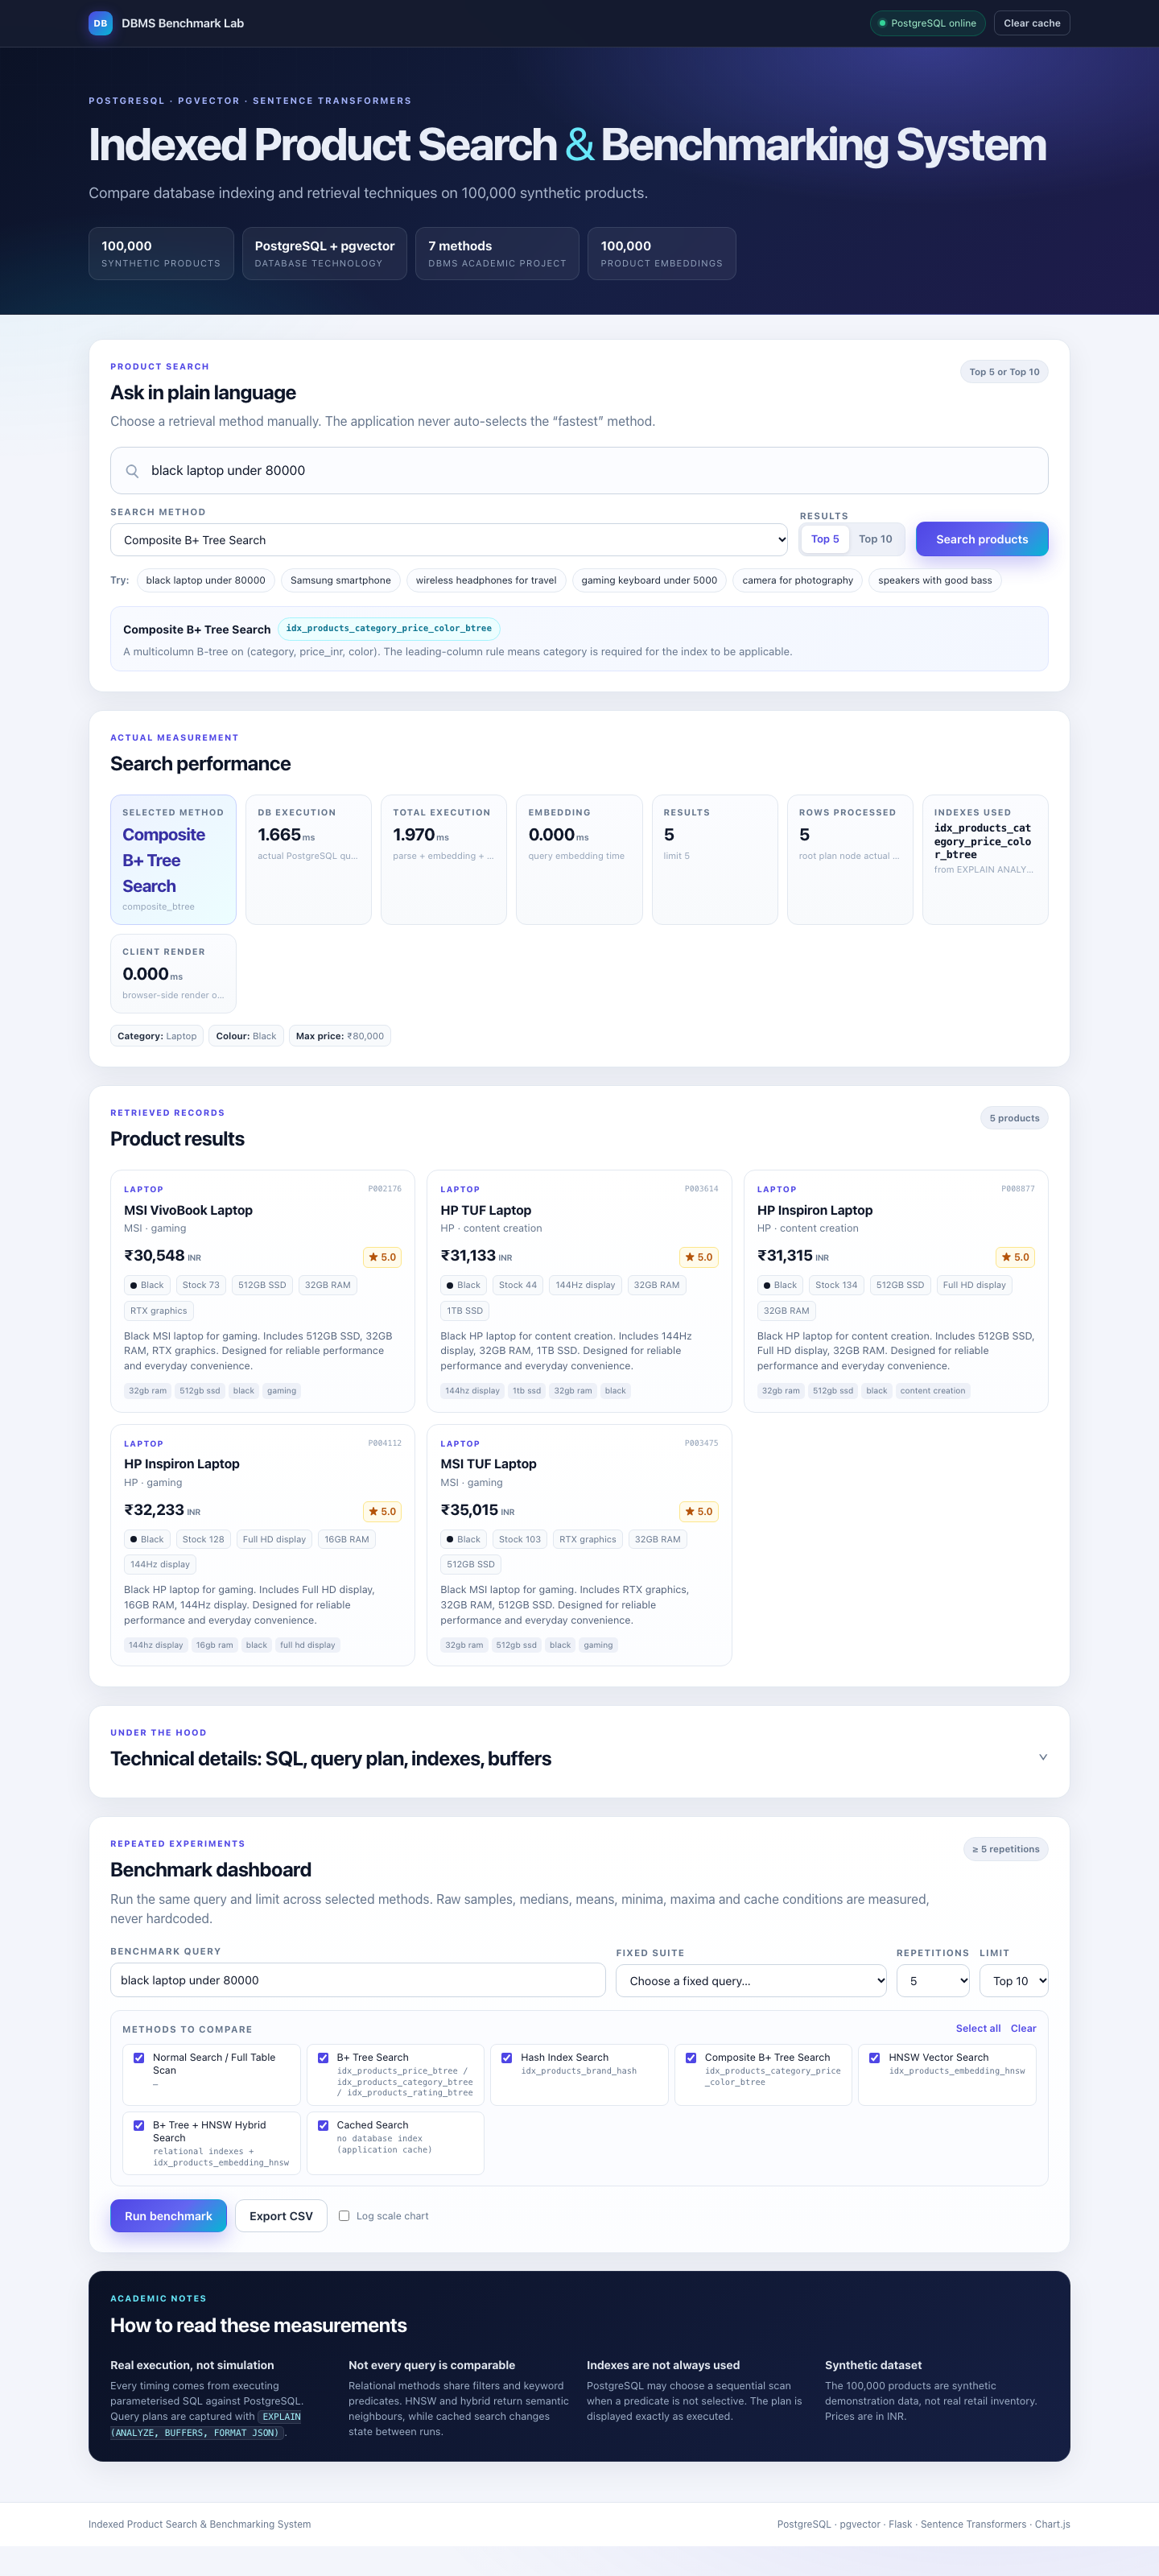 DB DBMS Benchmark Lab
PostgreSQL online
Clear cache
POSTGRESQL · PGVECTOR · SENTENCE TRANSFORMERS
Indexed Product Search & Benchmarking System
Compare database indexing and retrieval techniques on 100,000 synthetic products.
100,000
SYNTHETIC PRODUCTS
PostgreSQL + pgvector
DATABASE TECHNOLOGY
7 methods
DBMS ACADEMIC PROJECT
100,000
PRODUCT EMBEDDINGS
PRODUCT SEARCH
Ask in plain language
Top 5 or Top 10
Choose a retrieval method manually. The application never auto-selects the “fastest” method.
black laptop under 80000
SEARCH METHOD
Composite B+ Tree Search
RESULTS
Top 5 Top 10
Search products
Try: black laptop under 80000 Samsung smartphone wireless headphones for travel gaming keyboard under 5000 camera for photography speakers with good bass
Composite B+ Tree Search idx_products_category_price_color_btree
A multicolumn B-tree on (category, price_inr, color). The leading-column rule means category is required for the index to be applicable.
ACTUAL MEASUREMENT
Search performance
SELECTED METHOD
Composite
B+ Tree
Search
composite_btree
DB EXECUTION
1.665 ms
actual PostgreSQL qu...
TOTAL EXECUTION
1.970 ms
parse + embedding + ...
EMBEDDING
0.000 ms
query embedding time
RESULTS
5
limit 5
ROWS PROCESSED
5
root plan node actual ...
INDEXES USED
idx_products_cat
egory_price_colo
r_btree
from EXPLAIN ANALY...
CLIENT RENDER
0.000 ms
browser-side render o...
Category: Laptop Colour: Black Max price: ₹80,000
RETRIEVED RECORDS
Product results
5 products
LAPTOP P002176
MSI VivoBook Laptop
MSI · gaming
₹30,548 INR ★ 5.0
Black Stock 73 512GB SSD 32GB RAM
RTX graphics
Black MSI laptop for gaming. Includes 512GB SSD, 32GB
RAM, RTX graphics. Designed for reliable performance
and everyday convenience.
32gb ram 512gb ssd black gaming
LAPTOP P003614
HP TUF Laptop
HP · content creation
₹31,133 INR ★ 5.0
Black Stock 44 144Hz display 32GB RAM
1TB SSD
Black HP laptop for content creation. Includes 144Hz
display, 32GB RAM, 1TB SSD. Designed for reliable
performance and everyday convenience.
144hz display 1tb ssd 32gb ram black
LAPTOP P008877
HP Inspiron Laptop
HP · content creation
₹31,315 INR ★ 5.0
Black Stock 134 512GB SSD Full HD display
32GB RAM
Black HP laptop for content creation. Includes 512GB SSD,
Full HD display, 32GB RAM. Designed for reliable
performance and everyday convenience.
32gb ram 512gb ssd black content creation
LAPTOP P004112
HP Inspiron Laptop
HP · gaming
₹32,233 INR ★ 5.0
Black Stock 128 Full HD display 16GB RAM
144Hz display
Black HP laptop for gaming. Includes Full HD display,
16GB RAM, 144Hz display. Designed for reliable
performance and everyday convenience.
144hz display 16gb ram black full hd display
LAPTOP P003475
MSI TUF Laptop
MSI · gaming
₹35,015 INR ★ 5.0
Black Stock 103 RTX graphics 32GB RAM
512GB SSD
Black MSI laptop for gaming. Includes RTX graphics,
32GB RAM, 512GB SSD. Designed for reliable
performance and everyday convenience.
32gb ram 512gb ssd black gaming
UNDER THE HOOD
Technical details: SQL, query plan, indexes, buffers
REPEATED EXPERIMENTS
Benchmark dashboard
≥ 5 repetitions
Run the same query and limit across selected methods. Raw samples, medians, means, minima, maxima and cache conditions are measured,
never hardcoded.
BENCHMARK QUERY
black laptop under 80000
FIXED SUITE
Choose a fixed query...
REPETITIONS
5
LIMIT
Top 10
METHODS TO COMPARE
Select all Clear
Normal Search / Full Table
Scan
—
B+ Tree Search
idx_products_price_btree /
idx_products_category_btree
/ idx_products_rating_btree
Hash Index Search
idx_products_brand_hash
Composite B+ Tree Search
idx_products_category_price
_color_btree
HNSW Vector Search
idx_products_embedding_hnsw
B+ Tree + HNSW Hybrid
Search
relational indexes +
idx_products_embedding_hnsw
Cached Search
no database index
(application cache)
Run benchmark
Export CSV
Log scale chart
ACADEMIC NOTES
How to read these measurements
Real execution, not simulation
Every timing comes from executing
parameterised SQL against PostgreSQL.
Query plans are captured with EXPLAIN
(ANALYZE, BUFFERS, FORMAT JSON).
Not every query is comparable
Relational methods share filters and keyword
predicates. HNSW and hybrid return semantic
neighbours, while cached search changes
state between runs.
Indexes are not always used
PostgreSQL may choose a sequential scan
when a predicate is not selective. The plan is
displayed exactly as executed.
Synthetic dataset
The 100,000 products are synthetic
demonstration data, not real retail inventory.
Prices are in INR.
Indexed Product Search & Benchmarking System
PostgreSQL · pgvector · Flask · Sentence Transformers · Chart.js